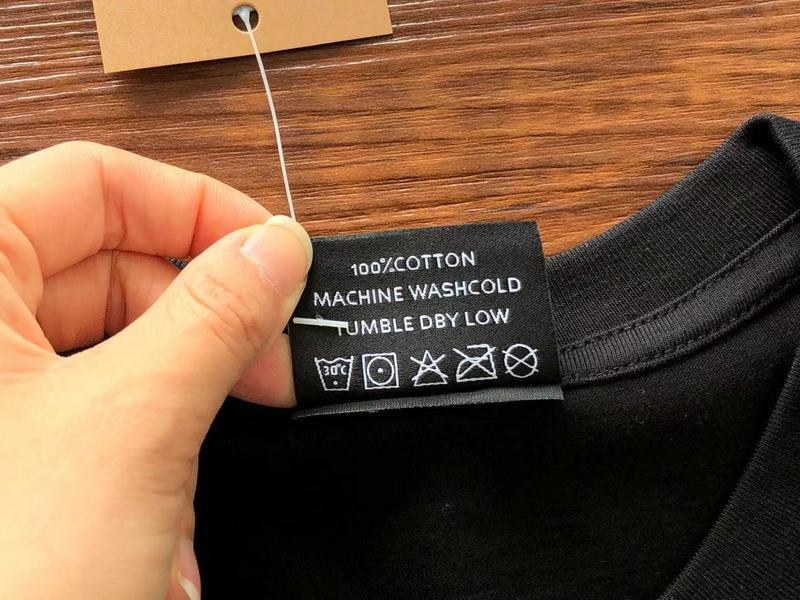 100%COTTON
MACHINE WASHCOLD
TUMBLE DBY LOW
30°C